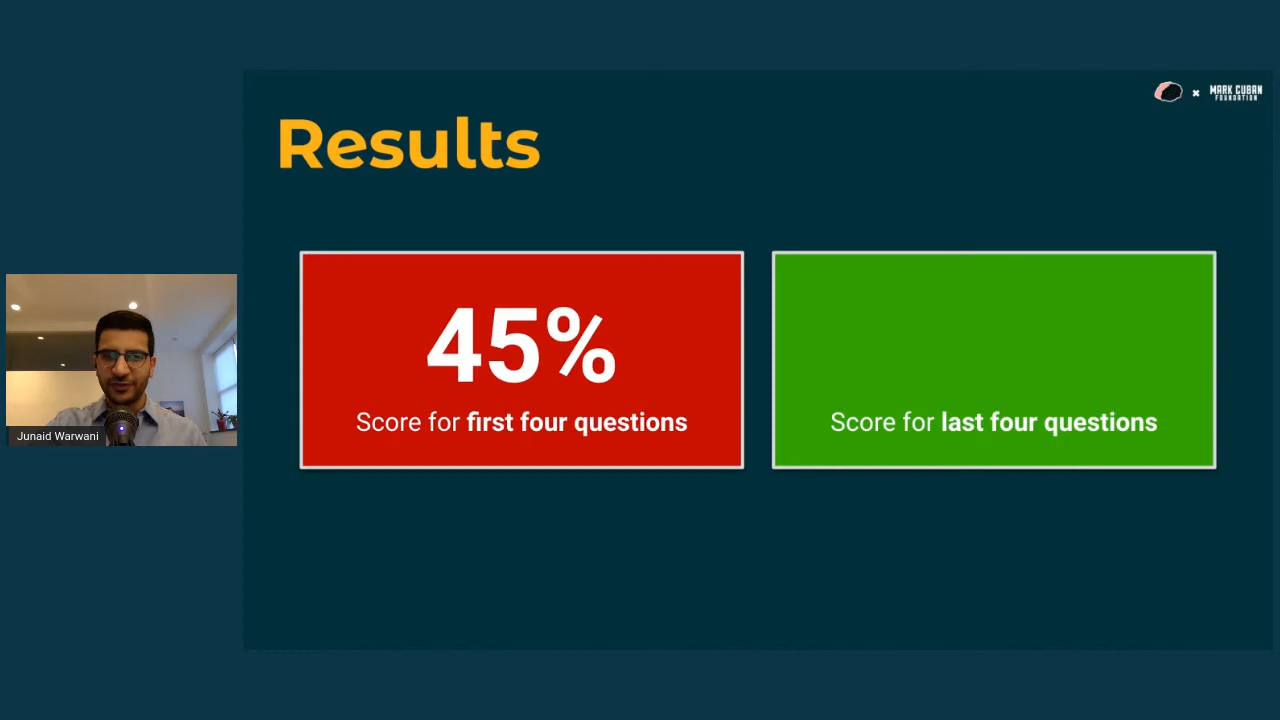 MARK CUBAN
FOUNDATION
Results
45%
Score for first four questions
Score for last four questions
Junaid Warwani